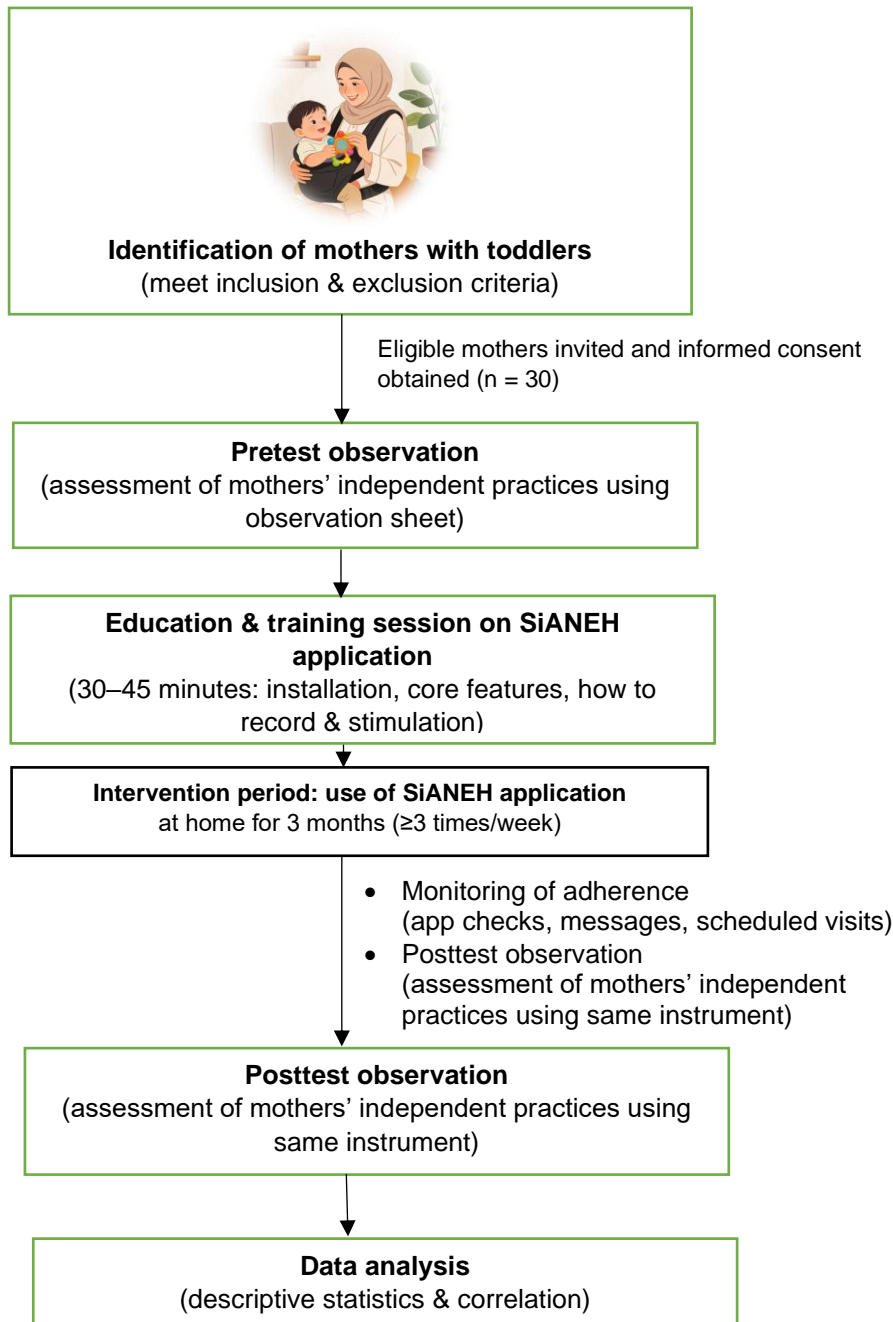 Identification of mothers with toddlers
(meet inclusion & exclusion criteria)
Eligible mothers invited and informed consent
obtained (n = 30)
Pretest observation
(assessment of mothers’ independent practices using
observation sheet)
Education & training session on SiANEH
application
(30–45 minutes: installation, core features, how to
record & stimulation)
Intervention period: use of SiANEH application
at home for 3 months (≥3 times/week)
• Monitoring of adherence
(app checks, messages, scheduled visits)
• Posttest observation
(assessment of mothers’ independent
practices using same instrument)
Posttest observation
(assessment of mothers’ independent practices using
same instrument)
Data analysis
(descriptive statistics & correlation)